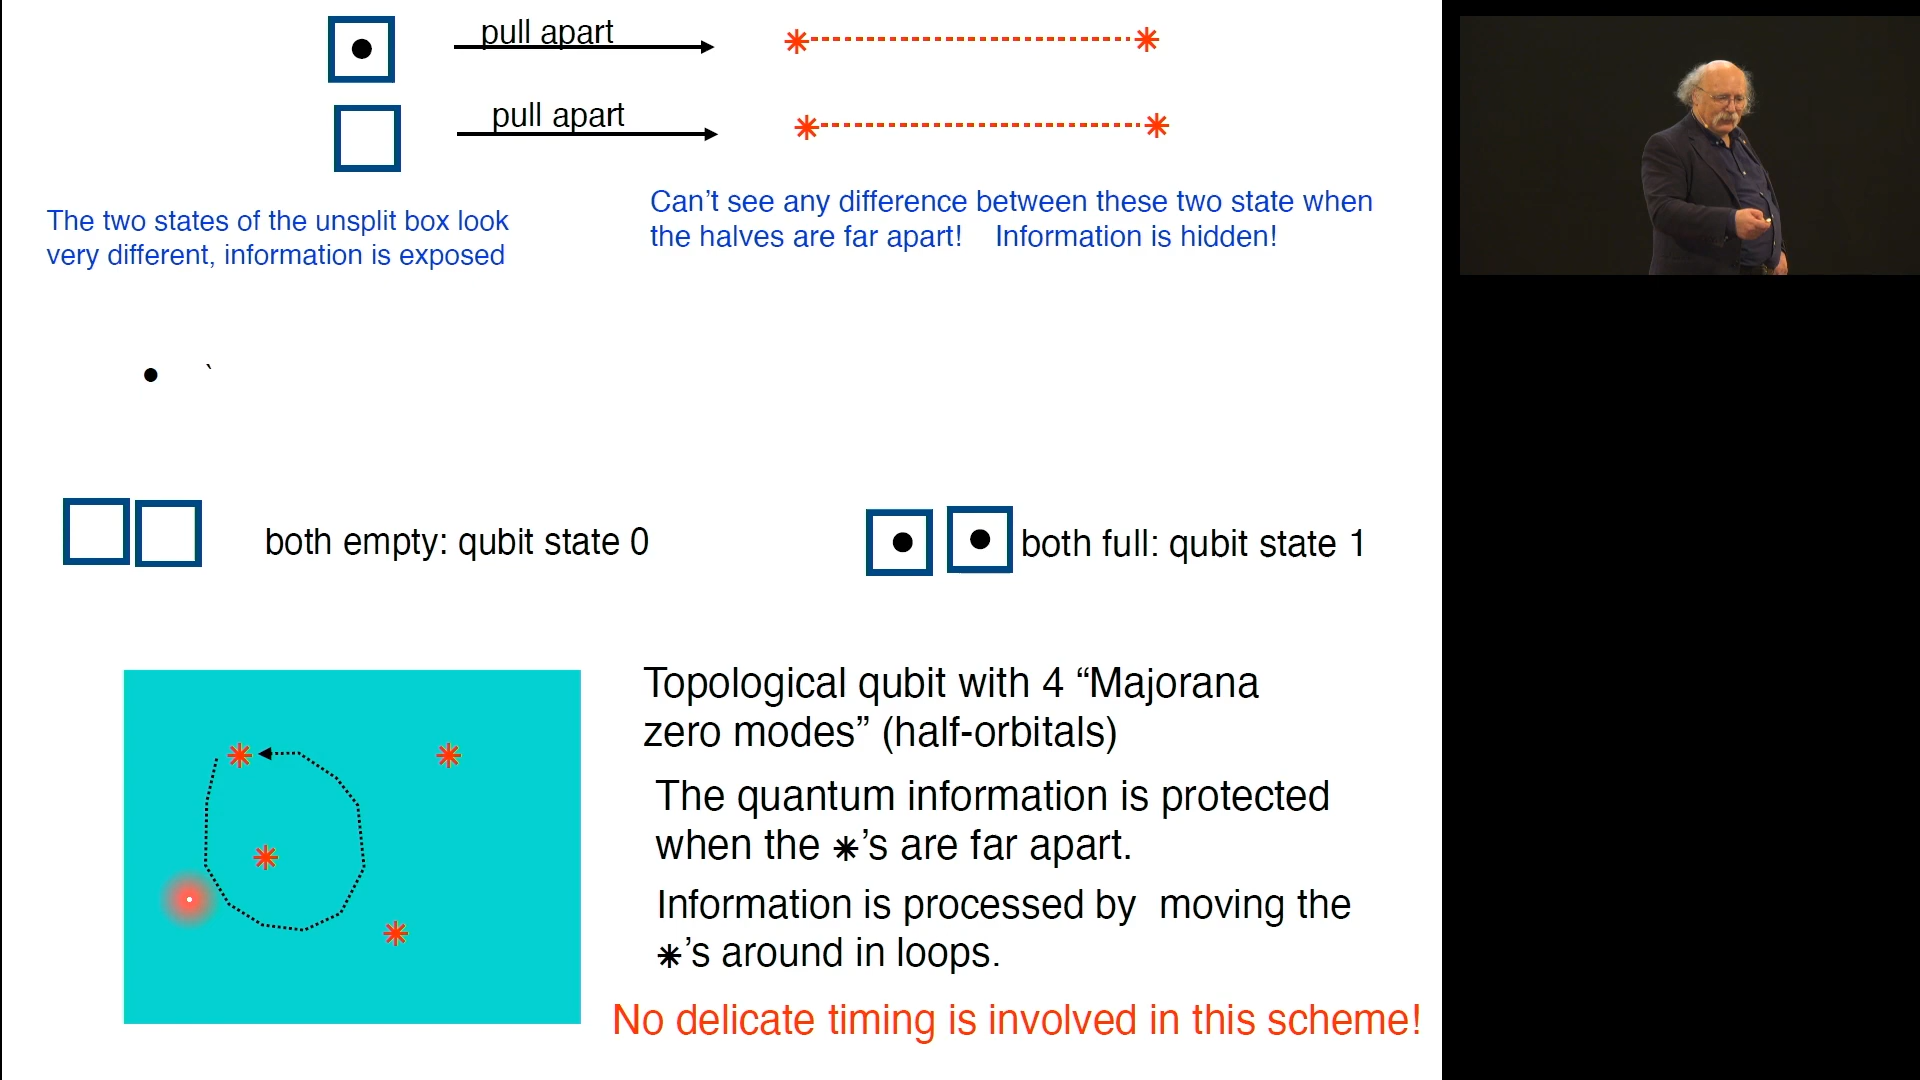 pull apart
pull apart
The two states of the unsplit box look
very different, information is exposed
Can’t see any difference between these two state when
the halves are far apart! Information is hidden!
• `
both empty: qubit state 0
both full: qubit state 1
Topological qubit with 4 “Majorana
zero modes” (half-orbitals)
The quantum information is protected
when the ✳’s are far apart.
Information is processed by moving the
✳’s around in loops.
No delicate timing is involved in this scheme!